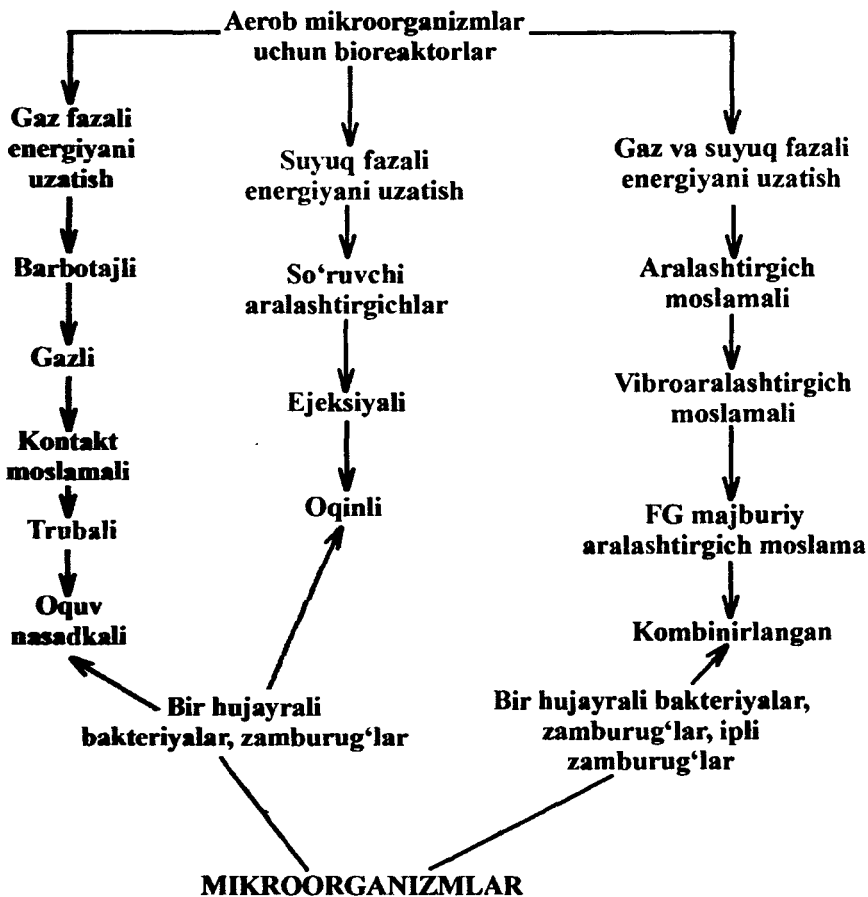 Aerob mikroorganizmlar
uchun bioreaktorlar
Gaz fazali
energiyani
uzatish
Barbotajli
Gazli
Kontakt
moslamali
Trubali
Oquv
nasadkali
Suyuq fazali
energiyani uzatish
So‘ruvchi
aralashtirgichlar
Ejeksiyali
Oqinli
Gaz va suyuq fazali
energiyani uzatish
Aralashtirgich
moslamali
Vibroaralashtirgich
moslamali
FG majburiy
aralashtirgich moslama
Kombinirlangan
Bir hujayrali
bakteriyalar, zamburug‘lar
Bir hujayrali bakteriyalar,
zamburug‘lar, ipli
zamburug‘lar
MIKROORGANIZMLAR